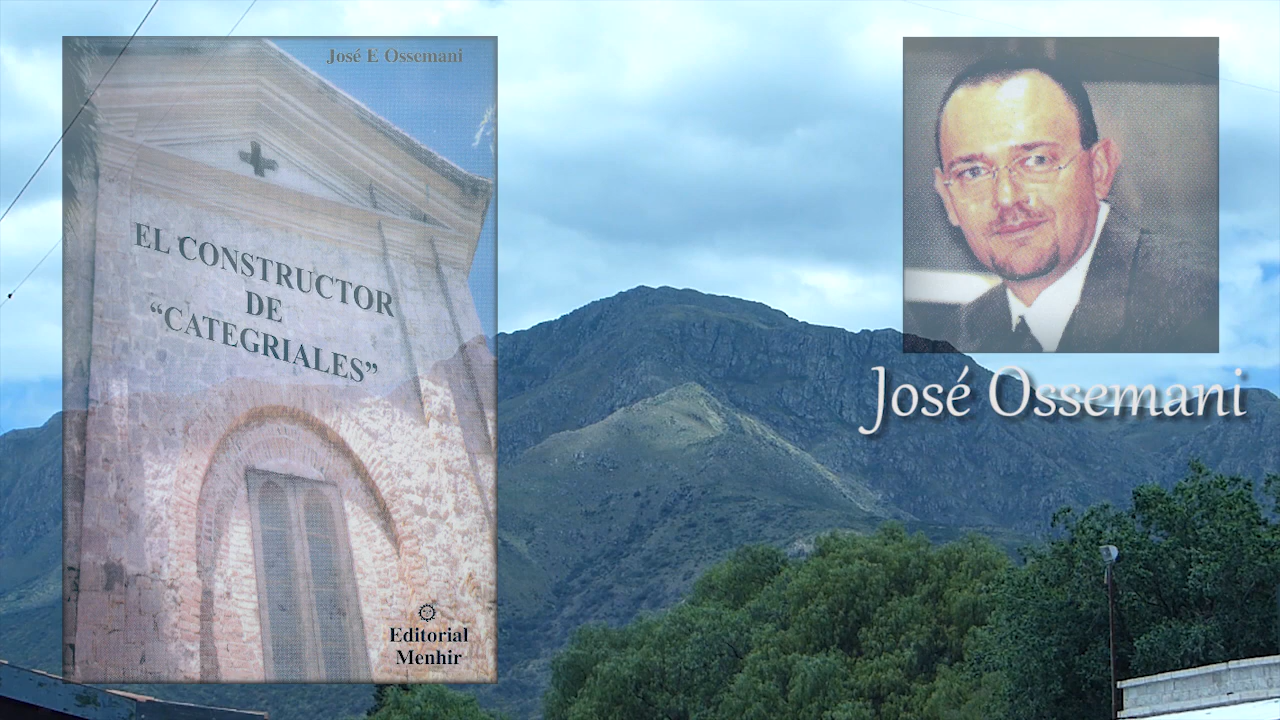 José E Ossemani
EL CONSTRUCTOR
DE
“CATEGRIALES”
Editorial
Menhir
José Ossemani